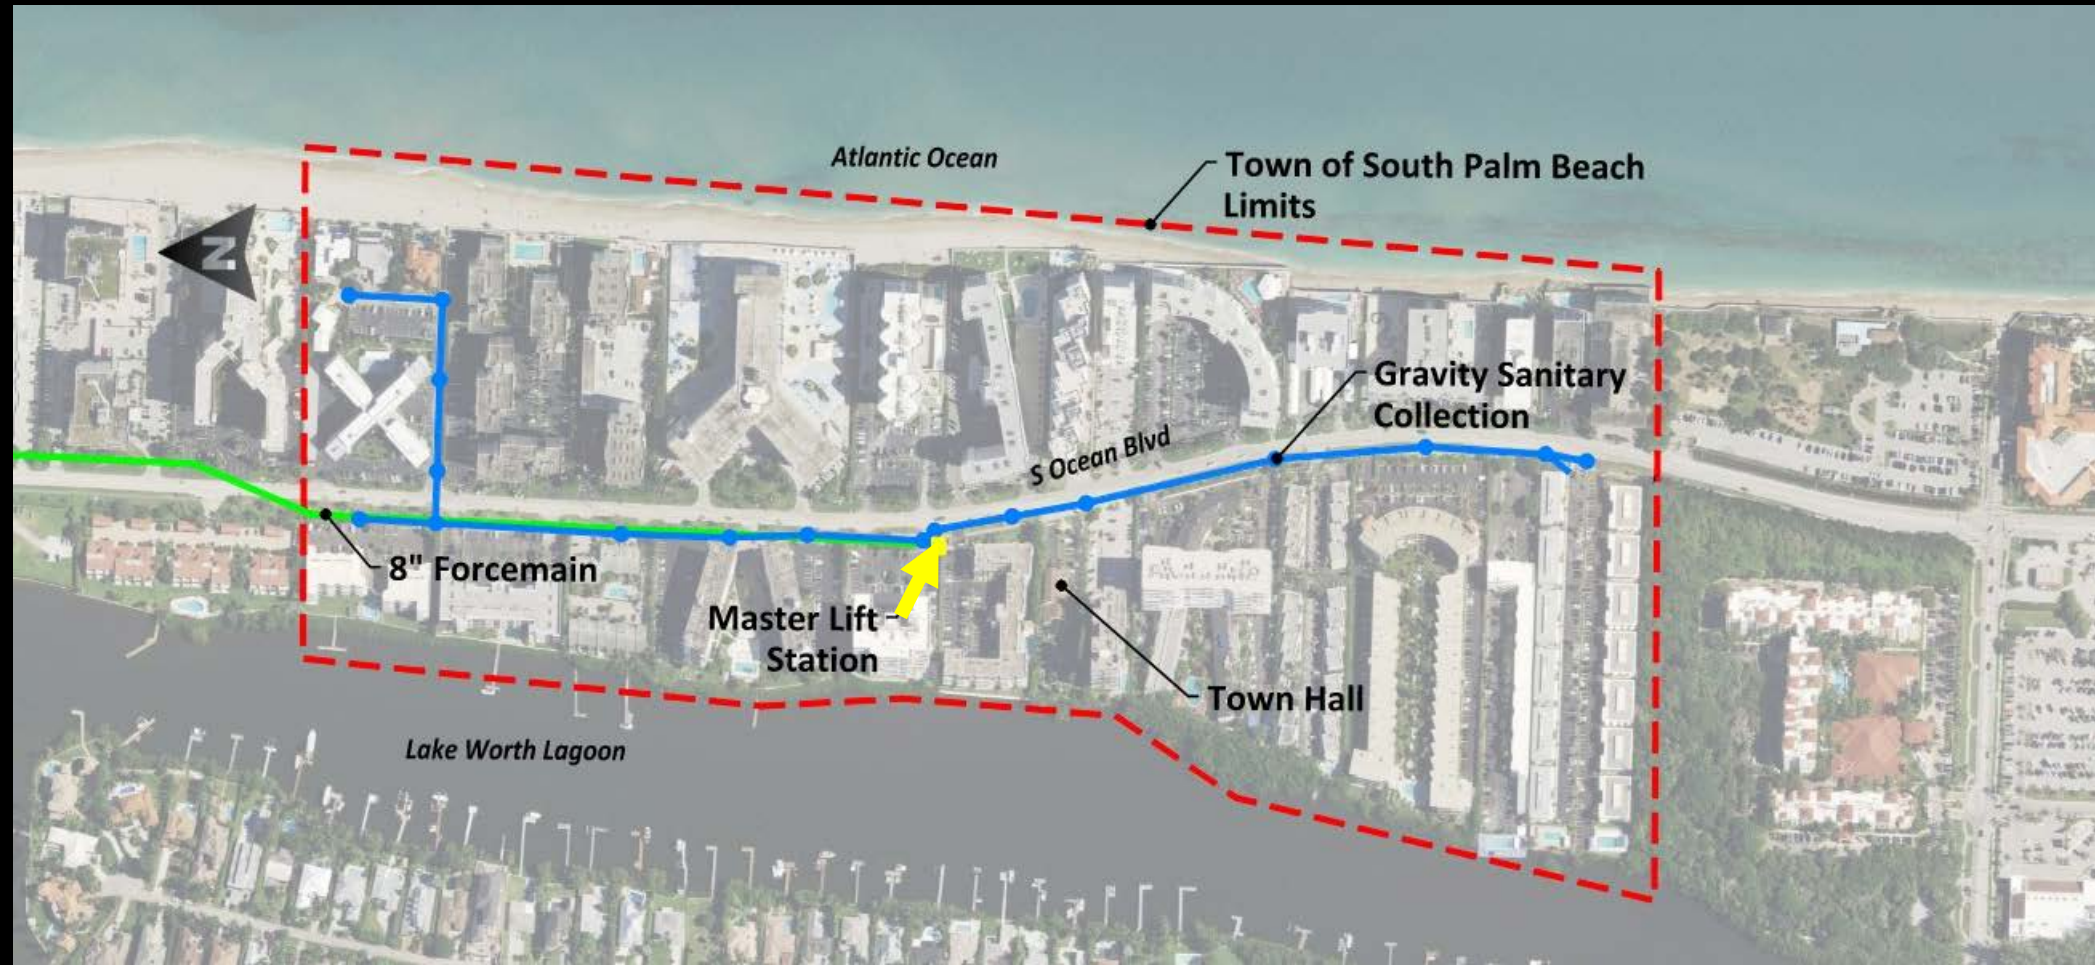 Atlantic Ocean
Town of South Palm Beach
Limits
N
Gravity Sanitary
Collection
S Ocean Blvd
8" Forcemain
Master Lift
Station
Town Hall
Lake Worth Lagoon